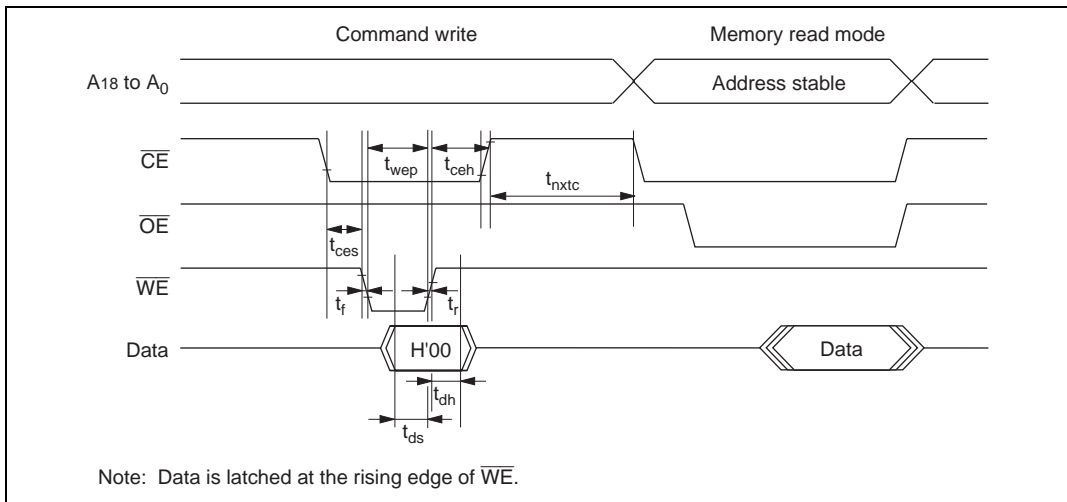 Command write
Memory read mode
A18 to A0
Address stable
CE
twep
tceh
tnxtc
OE
tces
WE
tf
tr
Data
H'00
Data
tdh
tds
Note: Data is latched at the rising edge of WE.